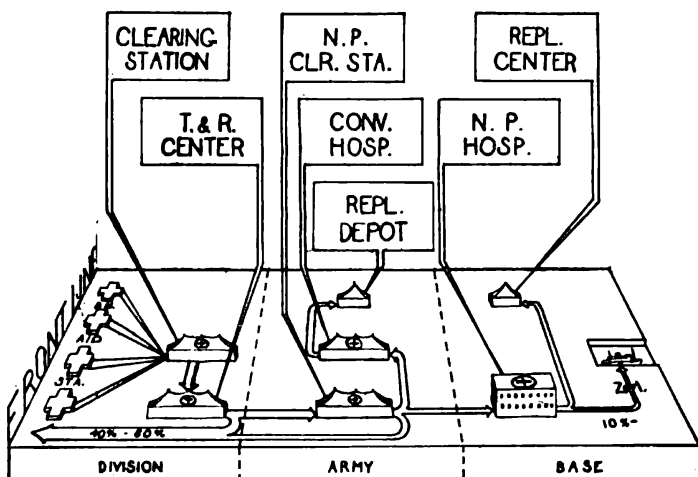 CLEARING
STATION
N.P.
CLR. STA.
REPL.
CENTER
T. & R.
CENTER
CONV.
HOSP.
N. P.
HOSP.
REPL.
DEPOT
FRONT LINE
AID
STA.
40% - 80%
10%-
DIVISION
ARMY
BASE